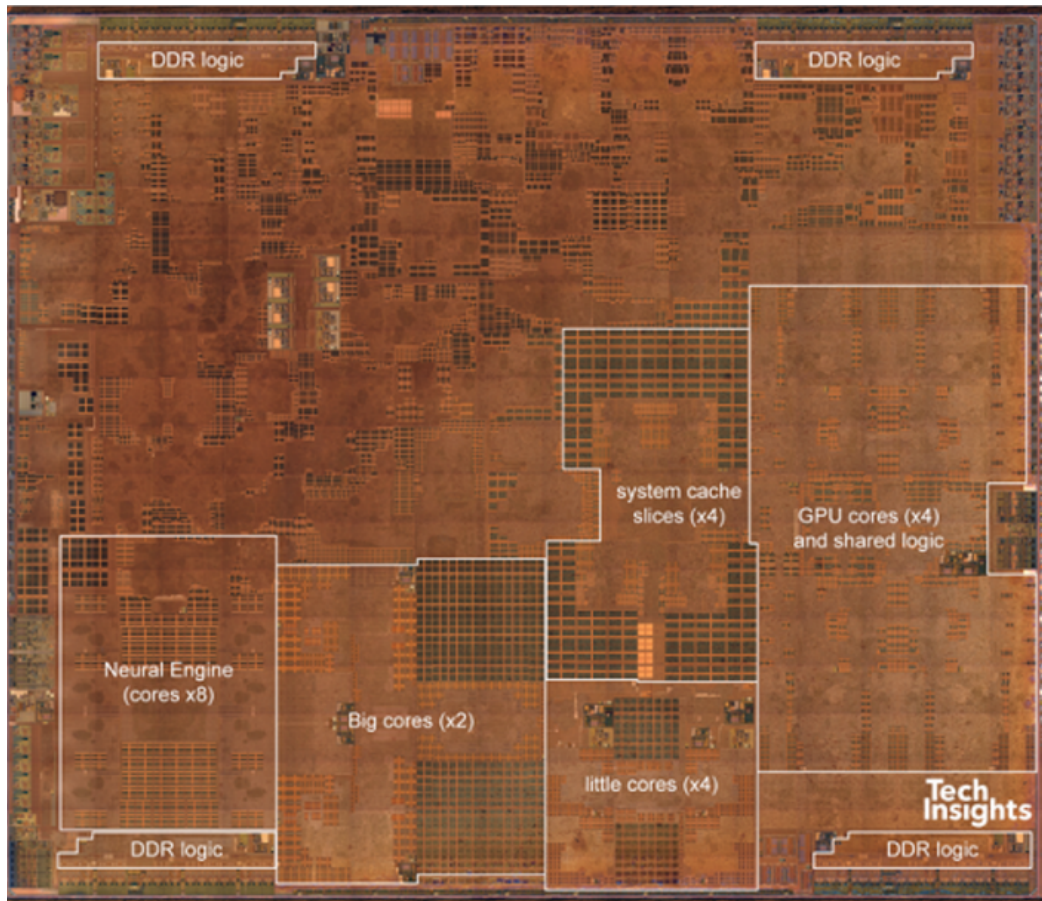 DDR logic
DDR logic
system cache
slices (x4)
GPU cores (x4)
and shared logic
Neural Engine
(cores x8)
Big cores (x2)
little cores (x4)
Tech
Insights
DDR logic
DDR logic